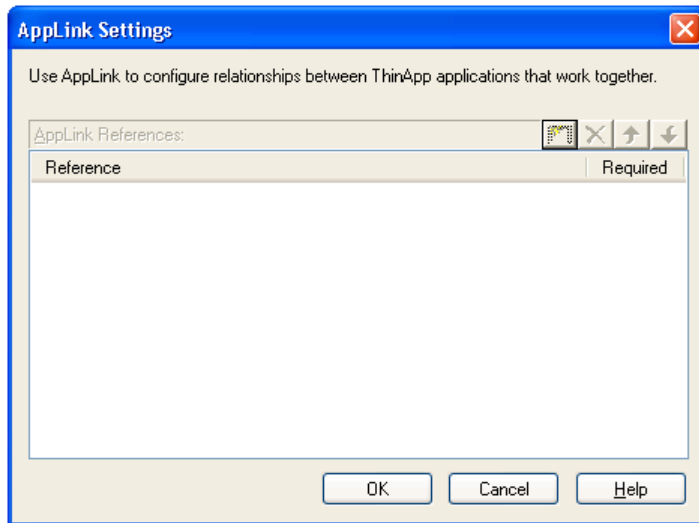 AppLink Settings
Use AppLink to configure relationships between ThinApp applications that work together.
AppLink References:
Reference Required
OK Cancel Help